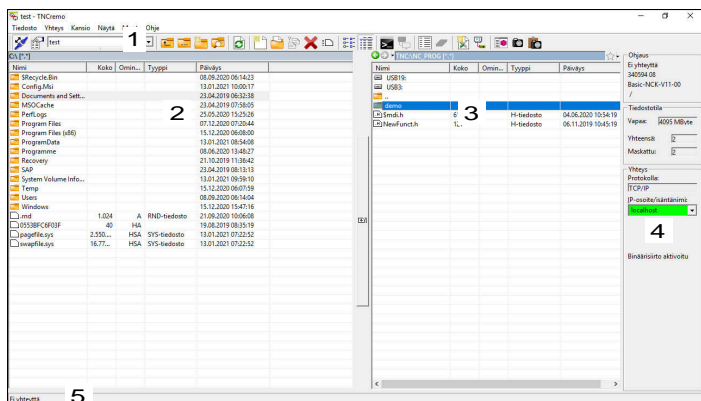 test - TNCremo
Tiedosto Yhteys Kansio Näytä Ohje
test
1
C:\ [*.*]
TNC:\NC_PROG [*.*]
Nimi Koko Omin... Tyyppi Päiväys
$Recycle.Bin 08.09.2020 06:14:23
Config.Msi 13.01.2021 10:00:17
Documents and Sett... 23.04.2019 06:32:38
MSOCache 23.04.2019 07:58:05
PerfLogs 25.05.2020 15:25:26
Program Files 07.12.2020 07:20:44
Program Files (x86) 15.12.2020 06:08:00
ProgramData 13.01.2021 08:54:08
Programme 08.06.2020 13:48:27
Recovery 21.10.2019 11:36:42
SAP 23.04.2019 08:13:13
System Volume Info... 13.01.2021 09:59:10
Temp 15.12.2020 06:07:59
Users 08.09.2020 06:14:04
Windows 15.12.2020 15:47:16
.rnd 1.024 A RND-tiedosto 21.09.2020 10:06:08
0553BFC6F03F 40 HA 19.08.2019 08:35:19
pagefile.sys 2.550.... HSA SYS-tiedosto 13.01.2021 07:22:52
swapfile.sys 16.77... HSA SYS-tiedosto 13.01.2021 07:22:52
2
Nimi Koko Omin... Tyyppi Päiväys
USB19:
USB3:
..
demo
$mdi.h 6 H-tiedosto 04.06.2020 10:54:19
NewFunct.h H-tiedosto 06.11.2019 10:45:19
3
Ohjaus
Ei yhteyttä
340594 08
Basic-NCK-V11-00
/
Tiedostotila
Vapaa: 4095 MByte
Yhteensä: 2
Maskattu: 2
Yhteys
Protokolla:
TCP/IP
IP-osoite/isäntänimi:
localhost
4
Binäärisiirto aktivoitu
Ei yhteyttä
5